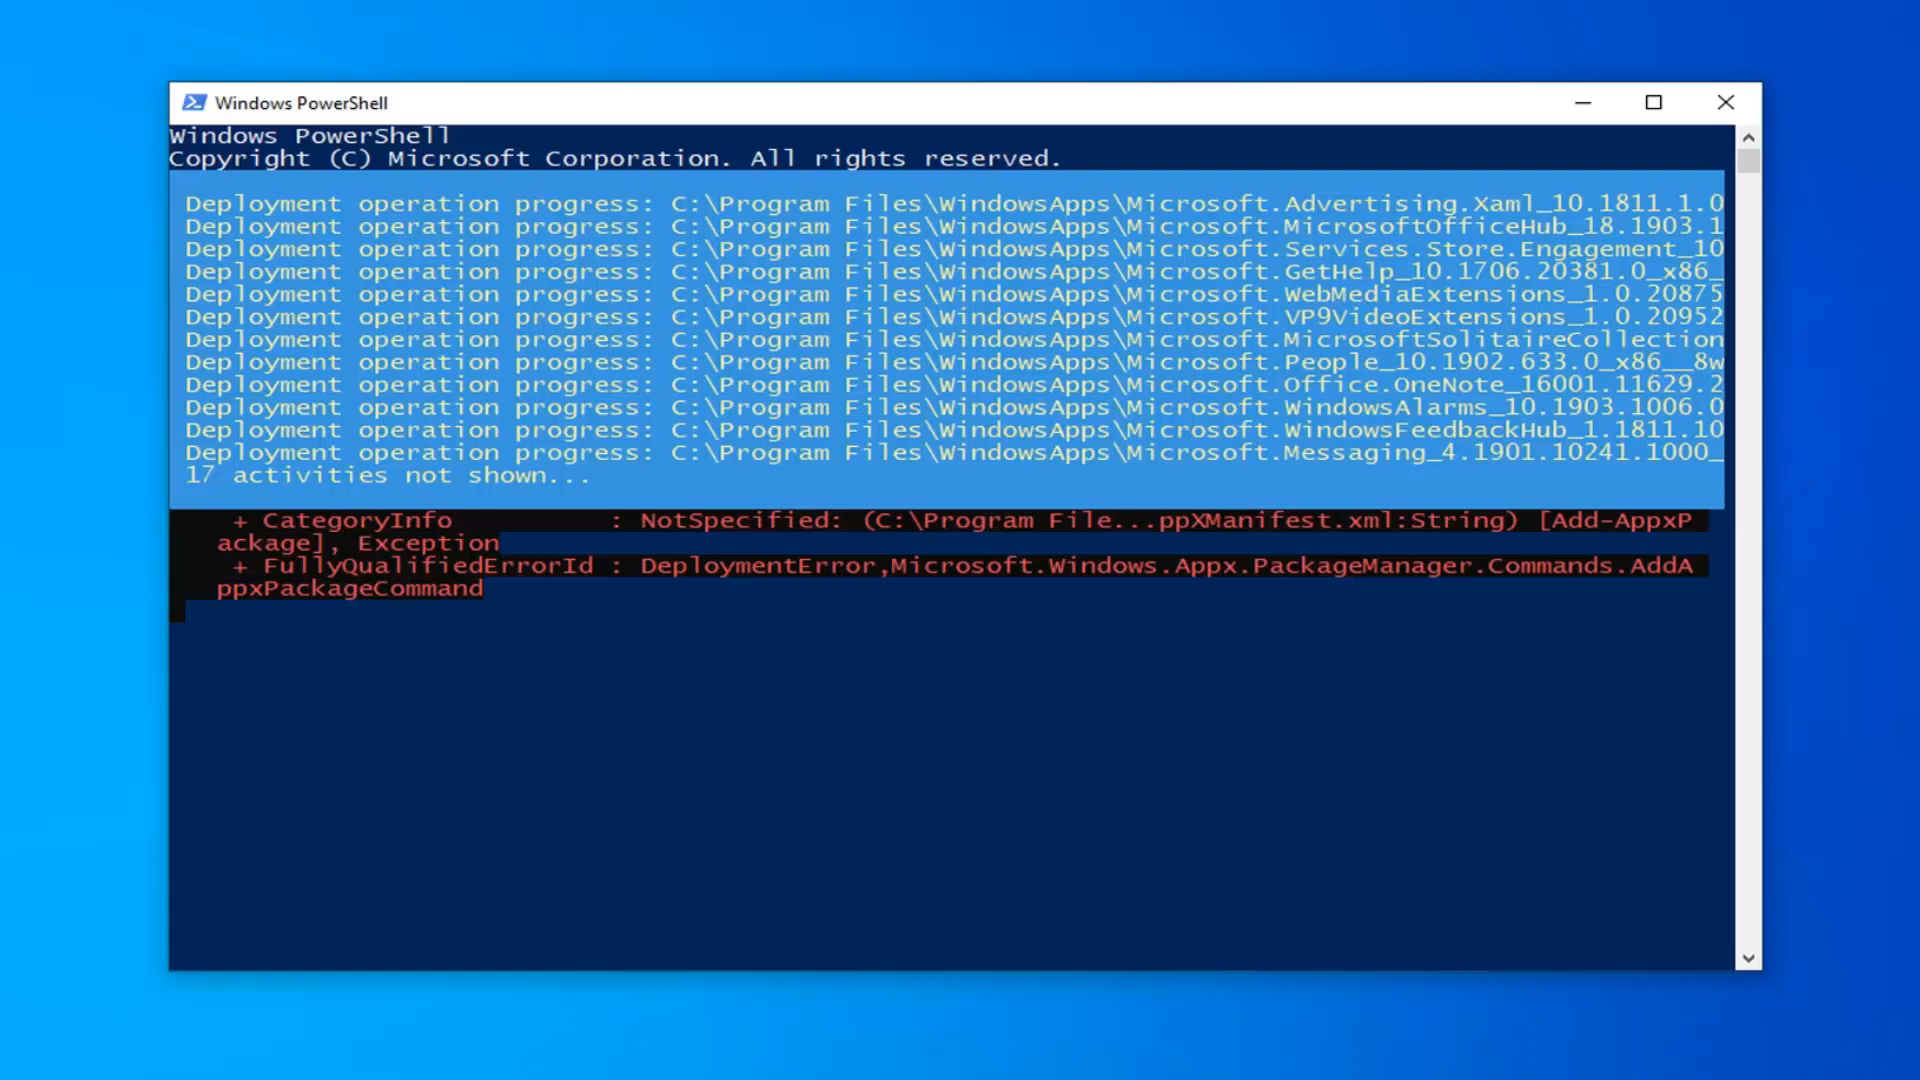 Windows PowerShell
Windows PowerShell
Copyright (C) Microsoft Corporation. All rights reserved.
Deployment operation progress: C:\Program Files\WindowsApps\Microsoft.Advertising.Xaml_10.1811.1.0
Deployment operation progress: C:\Program Files\WindowsApps\Microsoft.MicrosoftOfficeHub_18.1903.1
Deployment operation progress: C:\Program Files\WindowsApps\Microsoft.Services.Store.Engagement_10
Deployment operation progress: C:\Program Files\WindowsApps\Microsoft.GetHelp_10.1706.20381.0_x86_
Deployment operation progress: C:\Program Files\WindowsApps\Microsoft.WebMediaExtensions_1.0.20875
Deployment operation progress: C:\Program Files\WindowsApps\Microsoft.VP9VideoExtensions_1.0.20952
Deployment operation progress: C:\Program Files\WindowsApps\Microsoft.MicrosoftSolitaireCollection
Deployment operation progress: C:\Program Files\WindowsApps\Microsoft.People_10.1902.633.0_x86__8w
Deployment operation progress: C:\Program Files\WindowsApps\Microsoft.Office.OneNote_16001.11629.2
Deployment operation progress: C:\Program Files\WindowsApps\Microsoft.WindowsAlarms_10.1903.1006.0
Deployment operation progress: C:\Program Files\WindowsApps\Microsoft.WindowsFeedbackHub_1.1811.10
Deployment operation progress: C:\Program Files\WindowsApps\Microsoft.Messaging_4.1901.10241.1000_
17 activities not shown...
+ CategoryInfo : NotSpecified: (C:\Program File...ppXManifest.xml:String) [Add-AppxP
ackage], Exception
+ FullyQualifiedErrorId : DeploymentError,Microsoft.Windows.Appx.PackageManager.Commands.AddA
ppxPackageCommand